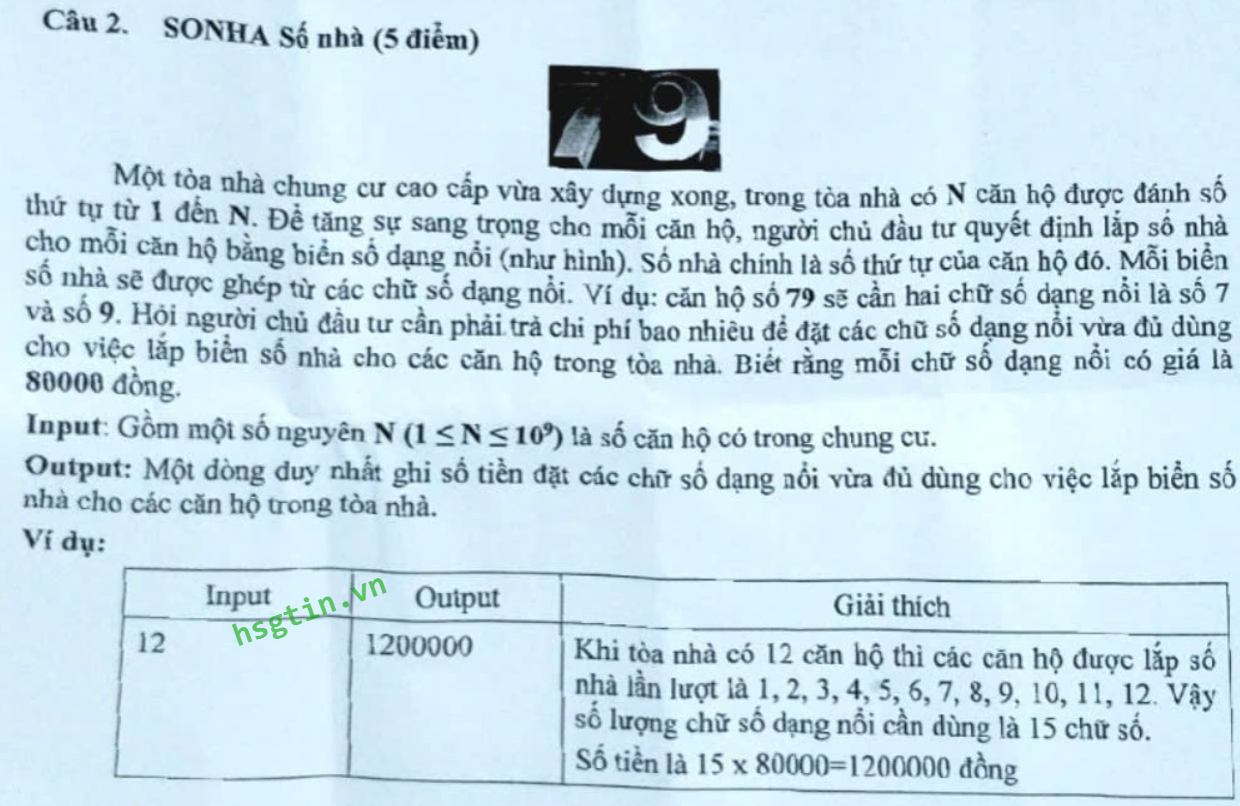 Câu 2. SONHA Số nhà (5 điểm)
79
Một tòa nhà chung cư cao cấp vừa xây dựng xong, trong tòa nhà có N căn hộ được đánh số
thứ tự từ 1 đến N. Để tăng sự sang trọng cho mỗi căn hộ, người chủ đầu tư quyết định lắp số nhà
cho mỗi căn hộ bằng biển số dạng nổi (như hình). Số nhà chính là số thứ tự của căn hộ đó. Mỗi biển
số nhà sẽ được ghép từ các chữ số dạng nổi. Ví dụ: căn hộ số 79 sẽ cần hai chữ số dạng nổi là số 7
và số 9. Hỏi người chủ đầu tư cần phải trả chi phí bao nhiêu để đặt các chữ số dạng nổi vừa đủ dùng
cho việc lắp biển số nhà cho các căn hộ trong tòa nhà. Biết rằng mỗi chữ số dạng nổi có giá là
80000 đồng.
Input: Gồm một số nguyên N (1 ≤ N ≤ 10⁹) là số căn hộ có trong chung cư.
Output: Một dòng duy nhất ghi số tiền đặt các chữ số dạng nổi vừa đủ dùng cho việc lắp biển số
nhà cho các căn hộ trong tòa nhà.
Ví dụ:
Input Output Giải thích
hsgtin.vn
12 1200000 Khi tòa nhà có 12 căn hộ thì các căn hộ được lắp số
nhà lần lượt là 1, 2, 3, 4, 5, 6, 7, 8, 9, 10, 11, 12. Vậy
số lượng chữ số dạng nổi cần dùng là 15 chữ số.
Số tiền là 15 x 80000=1200000 đồng